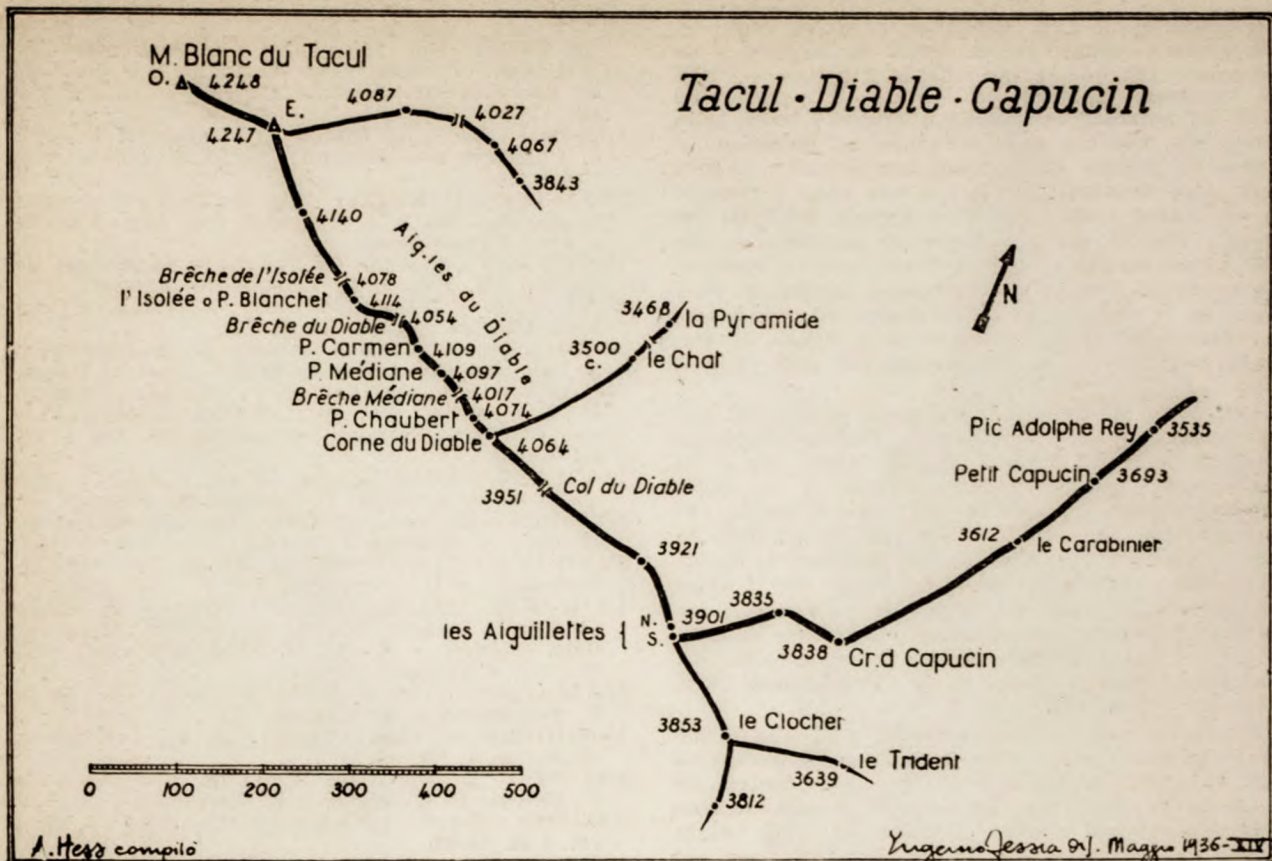 Tacul · Diable · Capucin
M. Blanc du Tacul
O. 4248
E.
4247
4087
4027
4067
3843
4140
Aig.les du Diable
Brêche de l'Isolée 4078
l'Isolée o P. Blanchet 4114
Brêche du Diable 4054
P. Carmen 4109
P. Médiane 4097
Brêche Médiane 4017
P. Chaubert 4074
Corne du Diable 4064
3468 la Pyramide
3500 c. le Chat
N
3951 Col du Diable
Pic Adolphe Rey 3535
Petit Capucin 3693
3612 le Carabinier
3921
les Aiguillettes { N. 3901
S.
3835
3838 Gr.d Capucin
3853 le Clocher
3639 le Trident
3812
0 100 200 300 400 500
A. Hess compilò
Maggio 1936-XIV